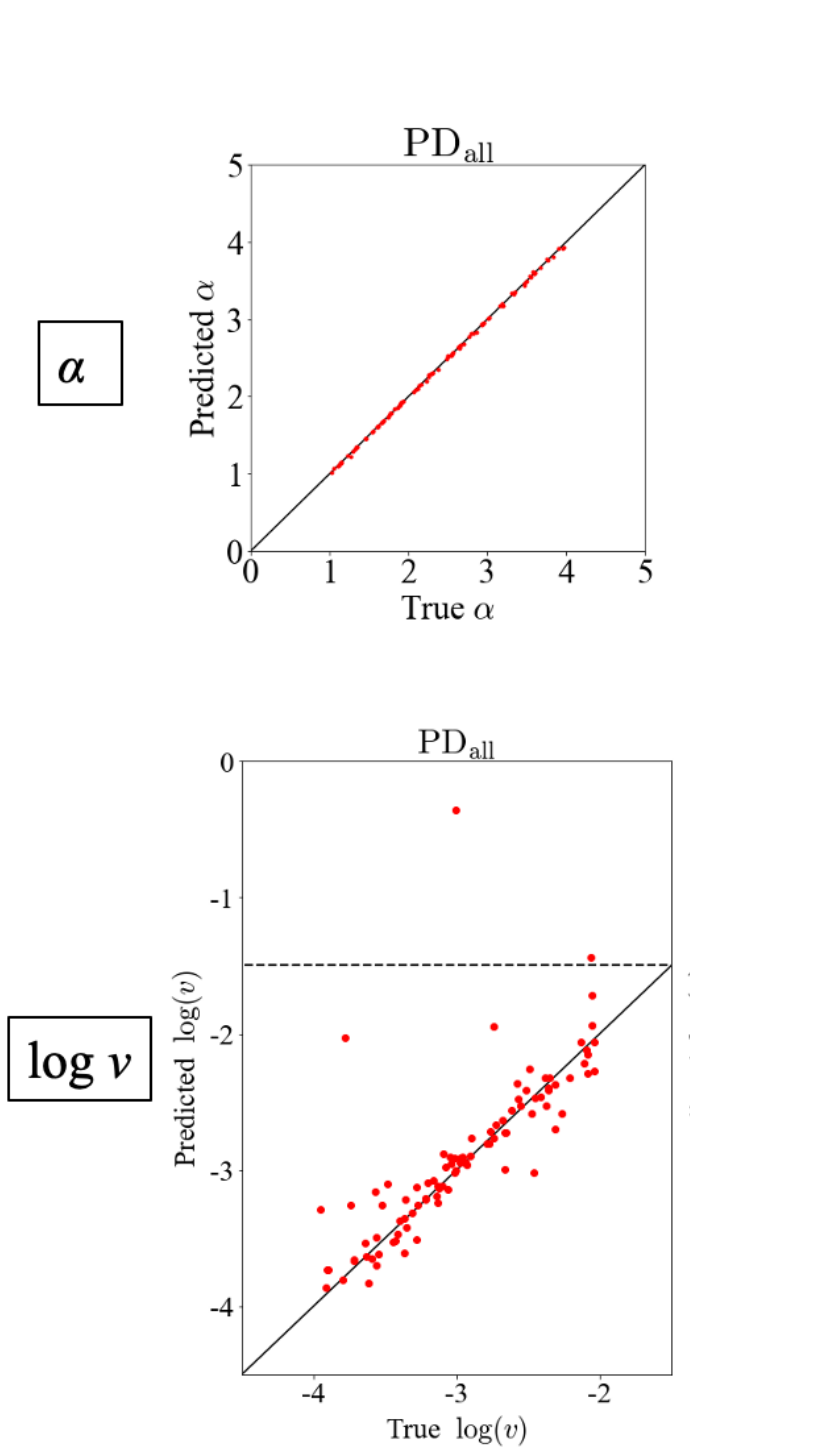 PD_all
5
4
3
2
1
0
Predicted α
0 1 2 3 4 5
True α
α
PD_all
0
-1
-2
-3
-4
Predicted log(v)
-4 -3 -2
True log(v)
log v